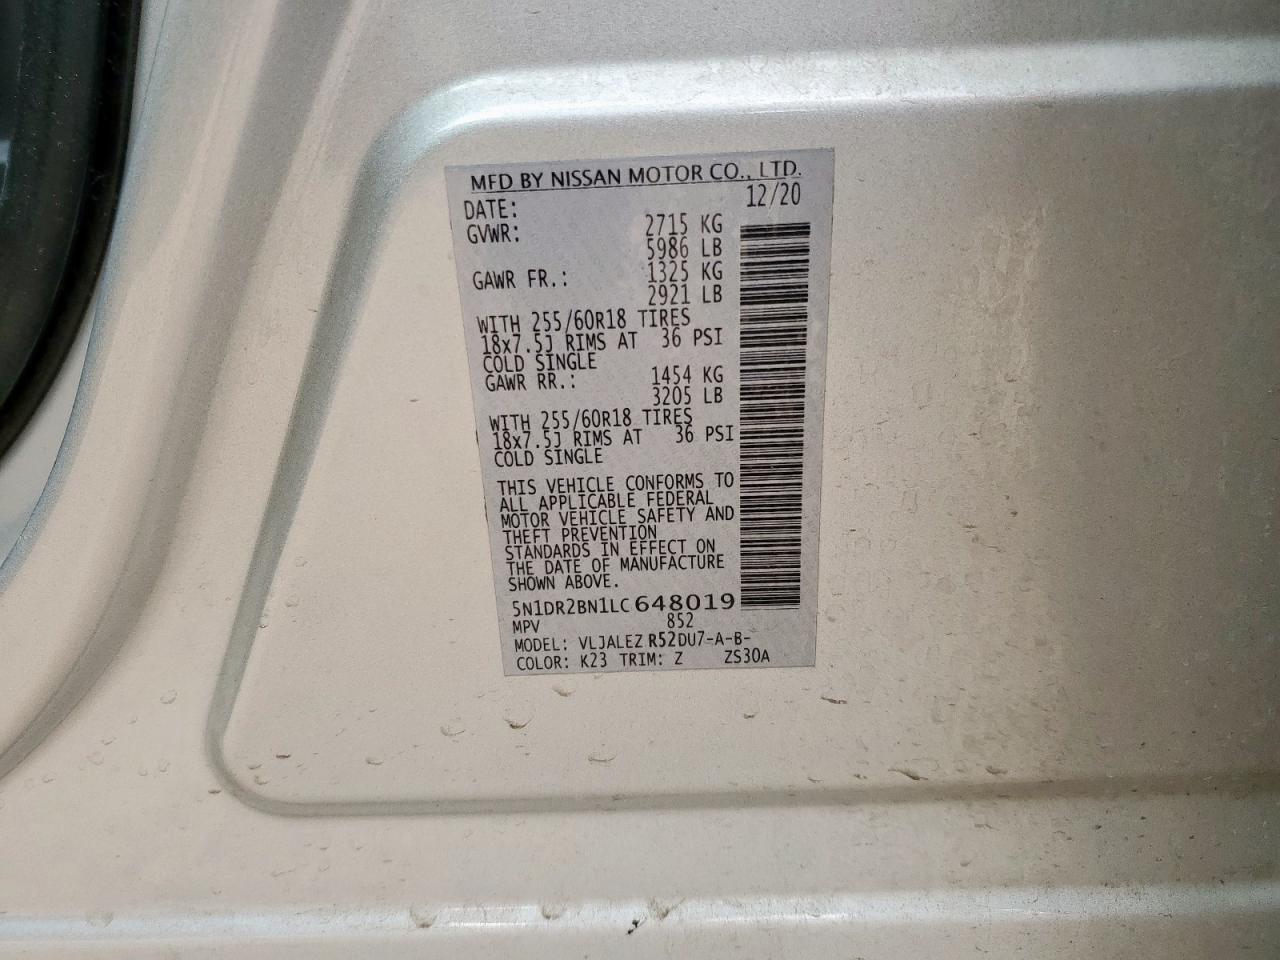 MFD BY NISSAN MOTOR CO., LTD.
DATE: 12/20
GVWR: 2715 KG
5986 LB
GAWR FR.: 1325 KG
2921 LB
WITH 255/60R18 TIRES
18x7.5J RIMS AT 36 PSI
COLD SINGLE
GAWR RR.: 1454 KG
3205 LB
WITH 255/60R18 TIRES
18x7.5J RIMS AT 36 PSI
COLD SINGLE
THIS VEHICLE CONFORMS TO
ALL APPLICABLE FEDERAL
MOTOR VEHICLE SAFETY AND
THEFT PREVENTION
STANDARDS IN EFFECT ON
THE DATE OF MANUFACTURE
SHOWN ABOVE.
5N1DR2BN1LC648019
MPV 852
MODEL: VLJALEZ R52DU7-A-B-
COLOR: K23 TRIM: Z ZS30A